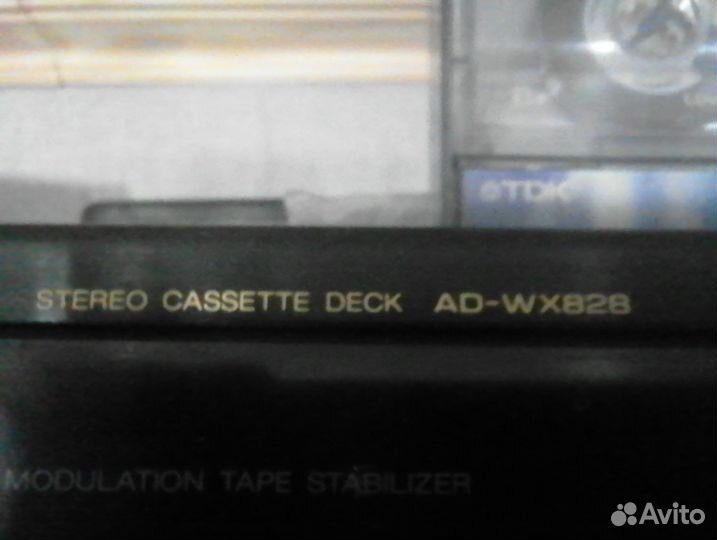 TDK
STEREO CASSETTE DECK AD-WX828
MODULATION TAPE STABILIZER
Avito